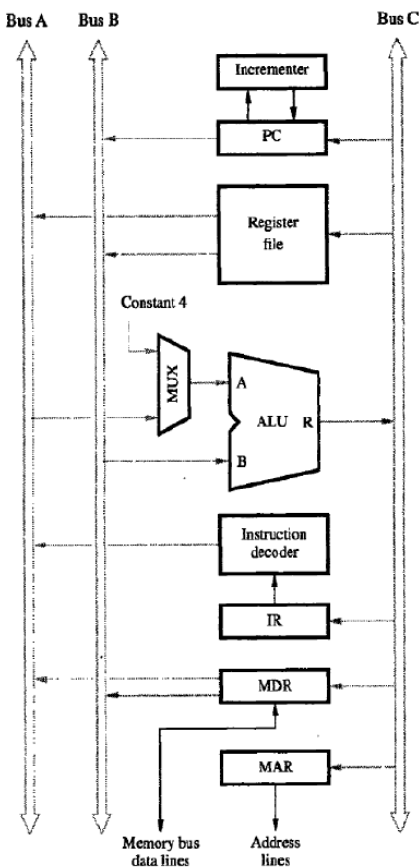 Bus A
Bus B
Bus C
Incrementer
PC
Register
file
Constant 4
MUX
A
ALU
R
B
Instruction
decoder
IR
MDR
MAR
Memory bus
data lines
Address
lines